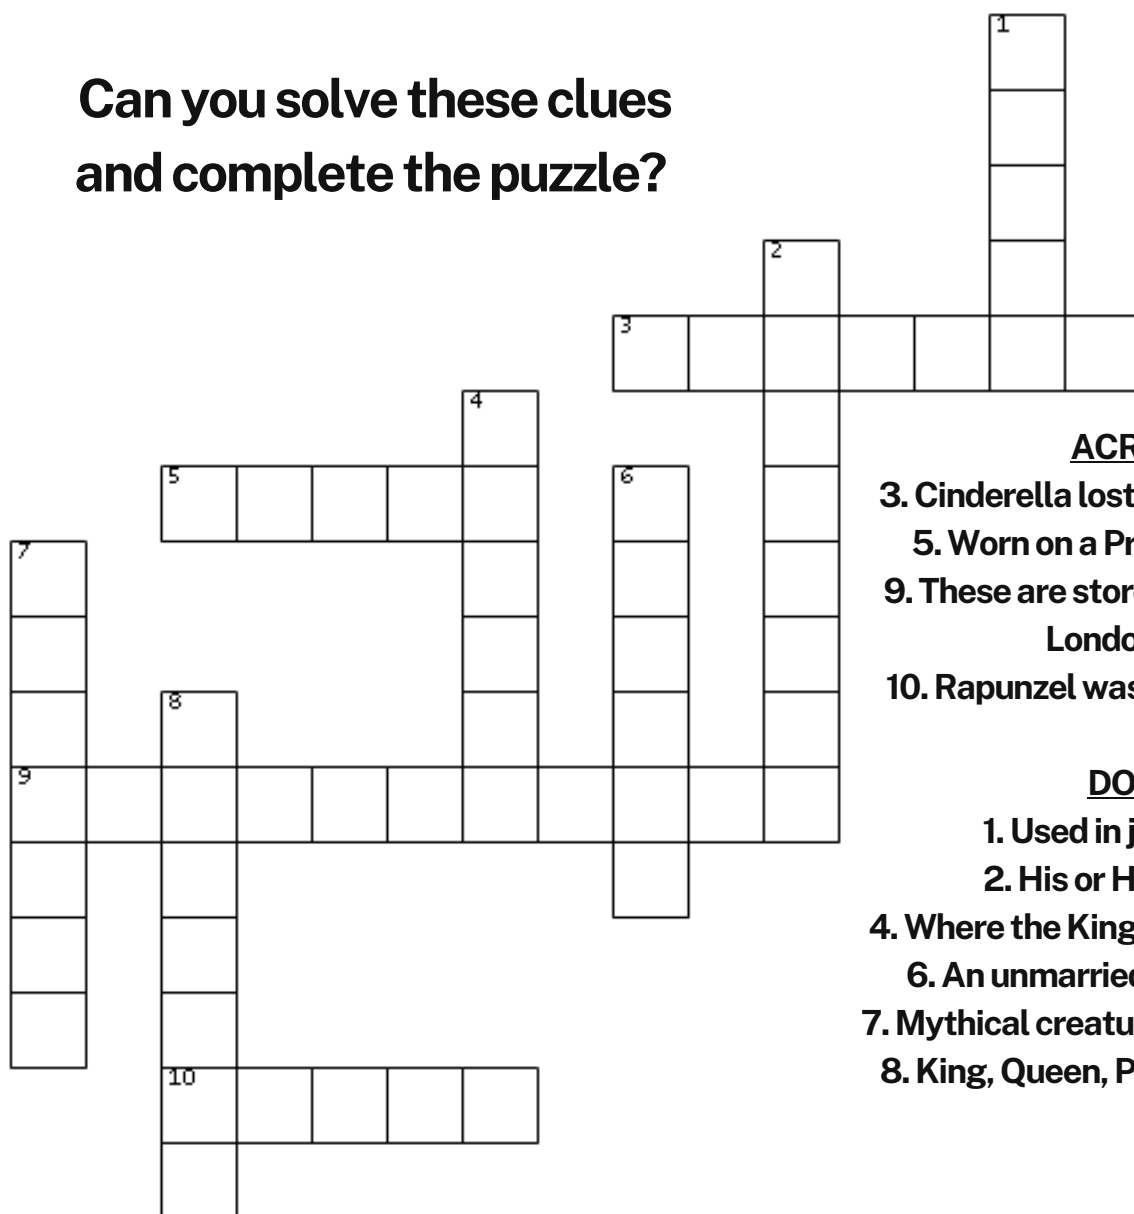 Can you solve these clues
and complete the puzzle?
1
2
3
4
5
6
7
8
9
10
ACR
3. Cinderella lost
5. Worn on a Pr
9. These are stor
Londo
10. Rapunzel was
DO
1. Used in j
2. His or H
4. Where the King
6. An unmarried
7. Mythical creatu
8. King, Queen, P